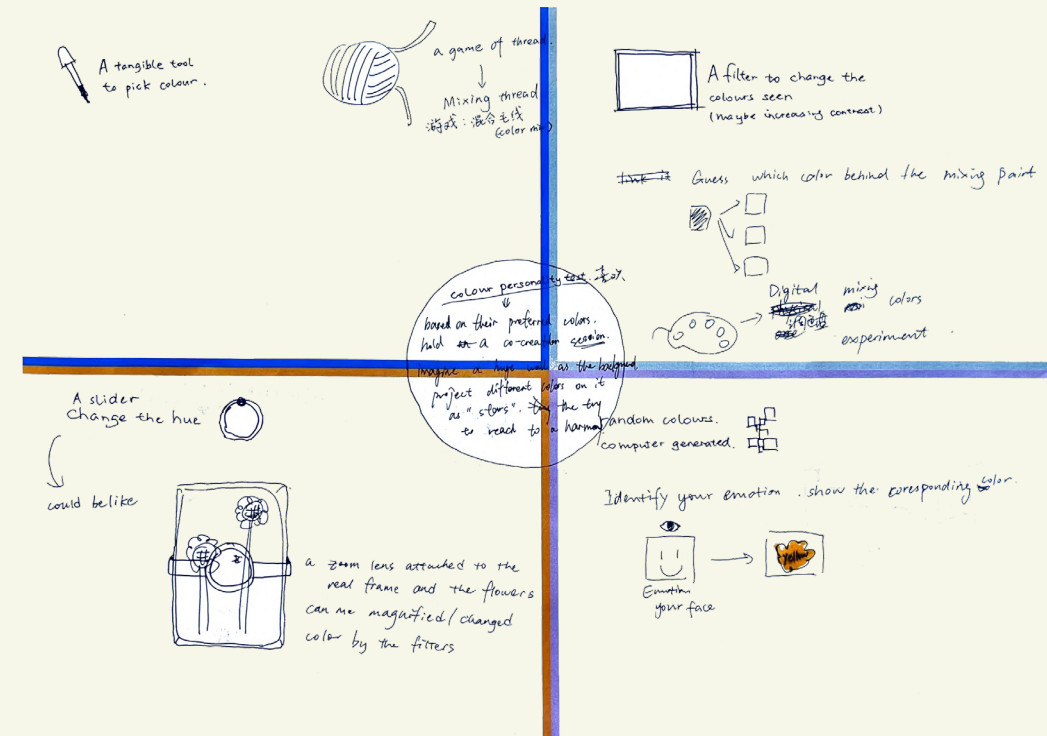 A tangible tool
to pick colour.
a game of thread.
Mixing thread
游戏：混合毛线
(color mix)
A filter to change the
colours seen
(maybe increasing contrast)
Guess which color behind the mixing paint
Digital mixing
colors
experiment
colour personality test.
based on their preferred colors.
hold a co-creation session.
imagine a huge wall as the background
project different colors on it
as "stars". the try
to reach to a harmon
A slider
Change the hue
could be like
a zoom lens attached to the
real frame and the flowers
can me magnified/changed
color by the filters
random colours.
computer generated.
Identify your emotion. show the coresponding color.
Yellow
Emotion
your face